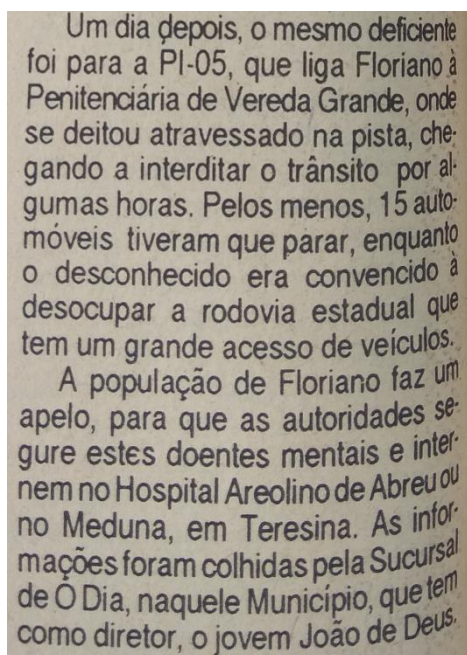 Um dia depois, o mesmo deficiente
foi para a PI-05, que liga Floriano à
Penitenciária de Vereda Grande, onde
se deitou atravessado na pista, che-
gando a interditar o trânsito por al-
gumas horas. Pelos menos, 15 auto-
móveis tiveram que parar, enquanto
o desconhecido era convencido à
desocupar a rodovia estadual que
tem um grande acesso de veículos.
A população de Floriano faz um
apelo, para que as autoridades se-
gure estes doentes mentais e inter-
nem no Hospital Areolino de Abreu ou
no Meduna, em Teresina. As infor-
mações foram colhidas pela Sucursal
de O Dia, naquele Município, que tem
como diretor, o jovem João de Deus.